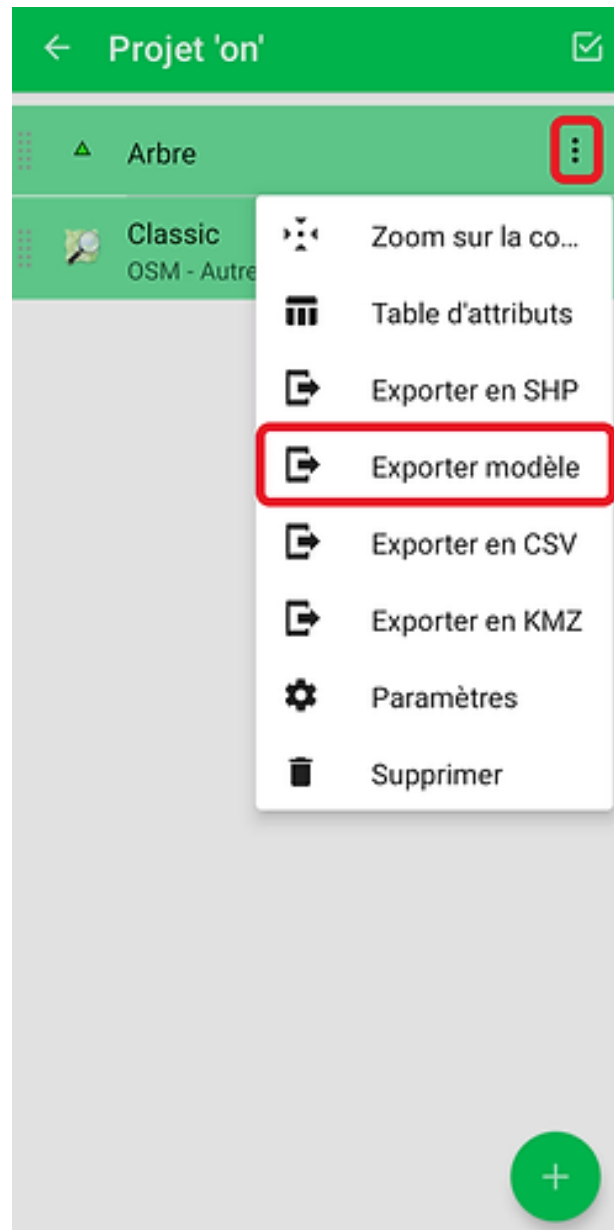 Projet 'on'
Arbre
Classic
OSM - Autre
Zoom sur la co...
Table d'attributs
Exporter en SHP
Exporter modèle
Exporter en CSV
Exporter en KMZ
Paramètres
Supprimer